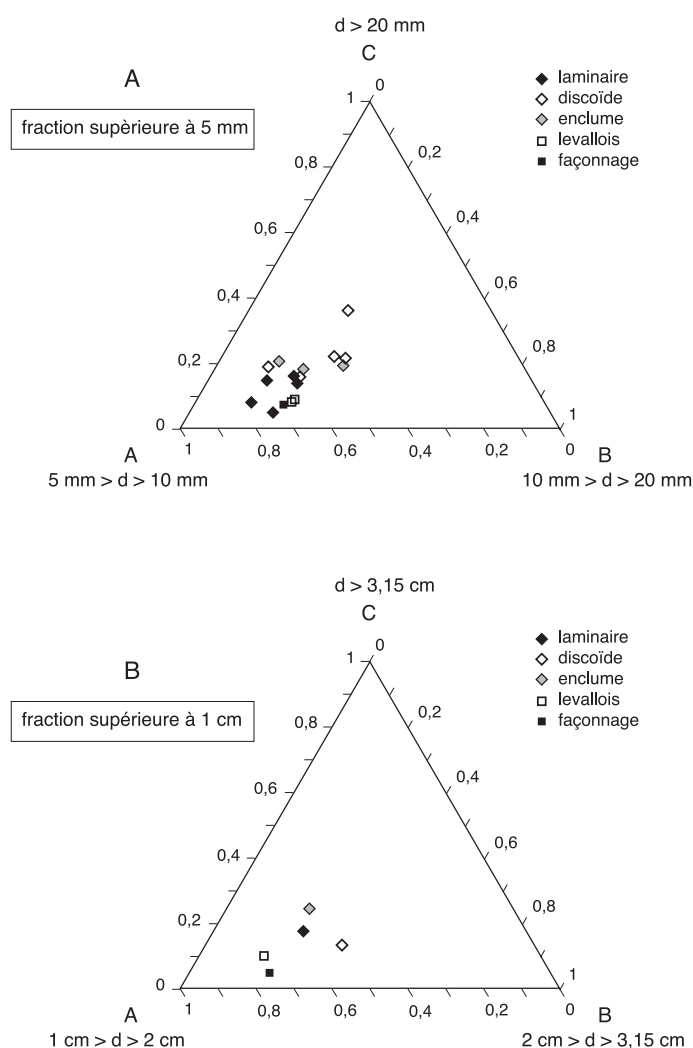 d > 20 mm
C
A
fraction supèrieure à 5 mm
laminaire
discoïde
enclume
levallois
façonnage
1
0
0,8
0,2
0,6
0,4
0,4
0,6
0,2
0,8
0
1
1
0,8
0,6
0,4
0,2
0
A
B
5 mm > d > 10 mm
10 mm > d > 20 mm
d > 3,15 cm
C
B
fraction supérieure à 1 cm
laminaire
discoïde
enclume
levallois
façonnage
1
0
0,8
0,2
0,6
0,4
0,4
0,6
0,2
0,8
0
1
1
0,8
0,6
0,4
0,2
0
A
B
1 cm > d > 2 cm
2 cm > d > 3,15 cm